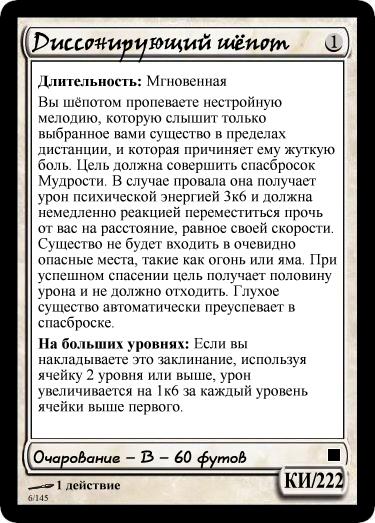 Диссонирующий шёпот 1
Длительность: Мгновенная
Вы шёпотом пропеваете нестройную
мелодию, которую слышит только
выбранное вами существо в пределах
дистанции, и которая причиняет ему жуткую
боль. Цель должна совершить спасбросок
Мудрости. В случае провала она получает
урон психической энергией 3к6 и должна
немедленно реакцией переместиться прочь
от вас на расстояние, равное своей скорости.
Существо не будет входить в очевидно
опасные места, такие как огонь или яма. При
успешном спасении цель получает половину
урона и не должно отходить. Глухое
существо автоматически преуспевает в
спасброске.
На больших уровнях: Если вы
накладываете это заклинание, используя
ячейку 2 уровня или выше, урон
увеличивается на 1к6 за каждый уровень
ячейки выше первого.
Очарование – В – 60 футов
КИ/222
1 действие
6/145